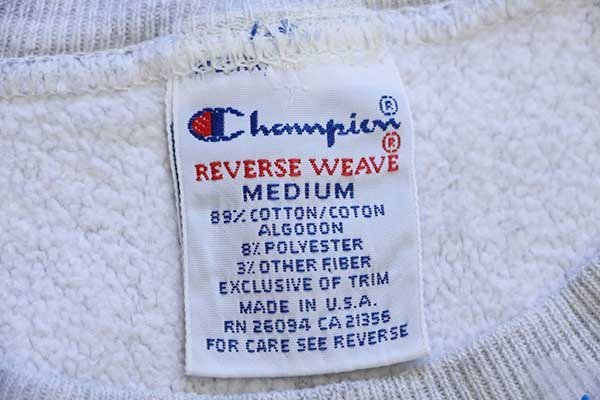 Champion®
REVERSE WEAVE®
MEDIUM
89% COTTON/COTON
ALGODON
8% POLYESTER
3% OTHER FIBER
EXCLUSIVE OF TRIM
MADE IN U.S.A.
RN 26094 CA 21356
FOR CARE SEE REVERSE